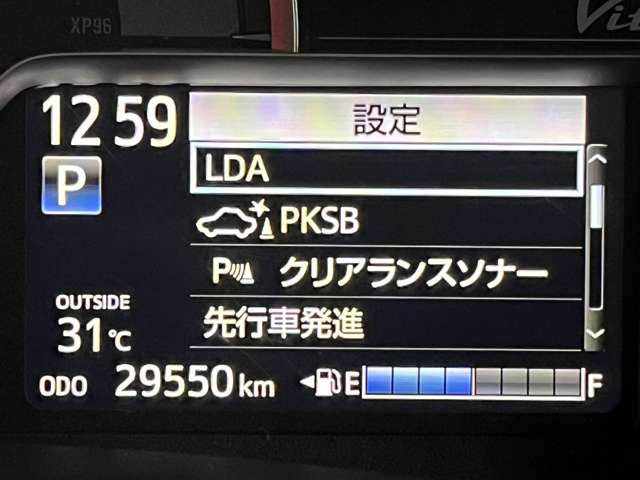 XP96
Vit
12 59
設定
P
LDA
PKSB
P クリアランスソナー
先行車発進
OUTSIDE
31℃
ODO 29550 km
E F